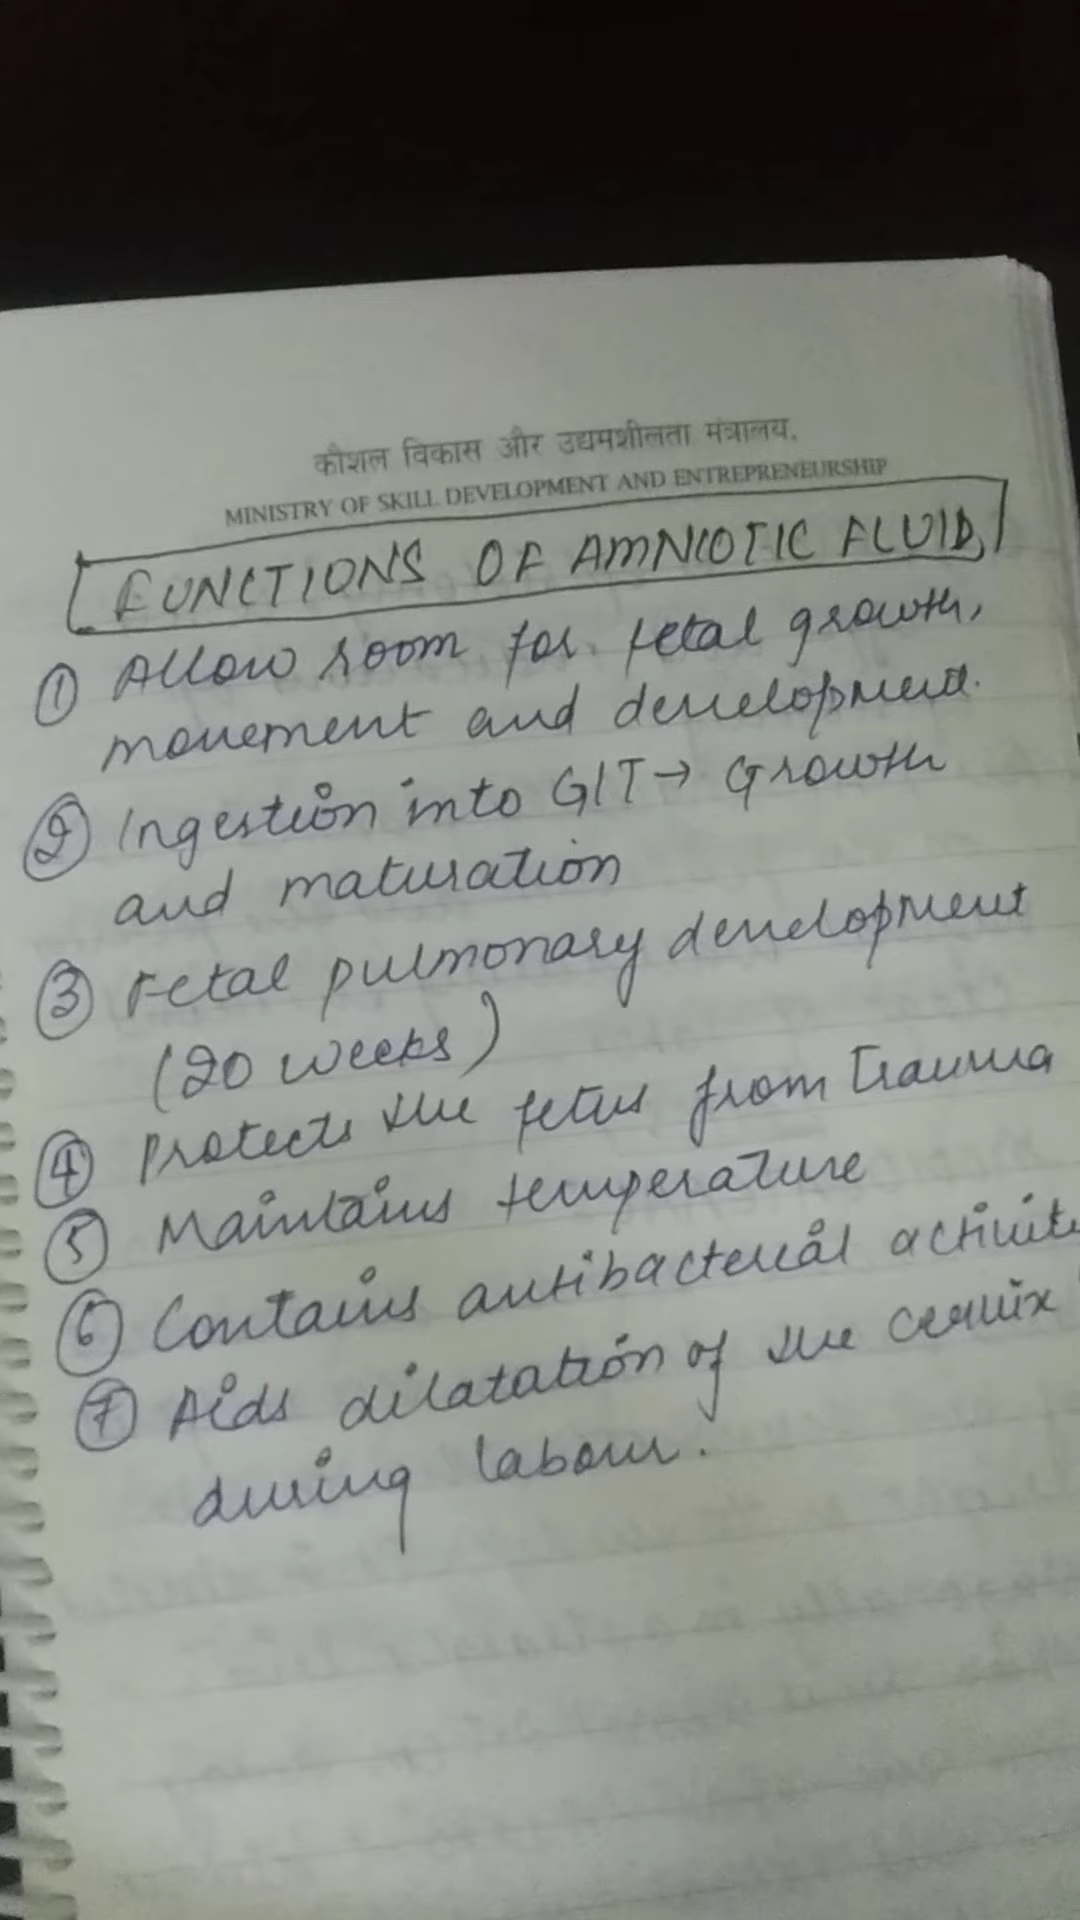 कौशल विकास और उद्यमशीलता मंत्रालय,
MINISTRY OF SKILL DEVELOPMENT AND ENTREPRENEURSHIP
FUNCTIONS OF AMNIOTIC FLUID,
① Allow room for fetal growth,
movement and development.
② Ingestion into GIT → Growth
and maturation
③ Fetal pulmonary development
(20 weeks)
④ Protects the fetus from trauma
⑤ Maintains temperature
⑥ Contains antibacterial activity
⑦ Aids dilatation of the cervix
during labour.